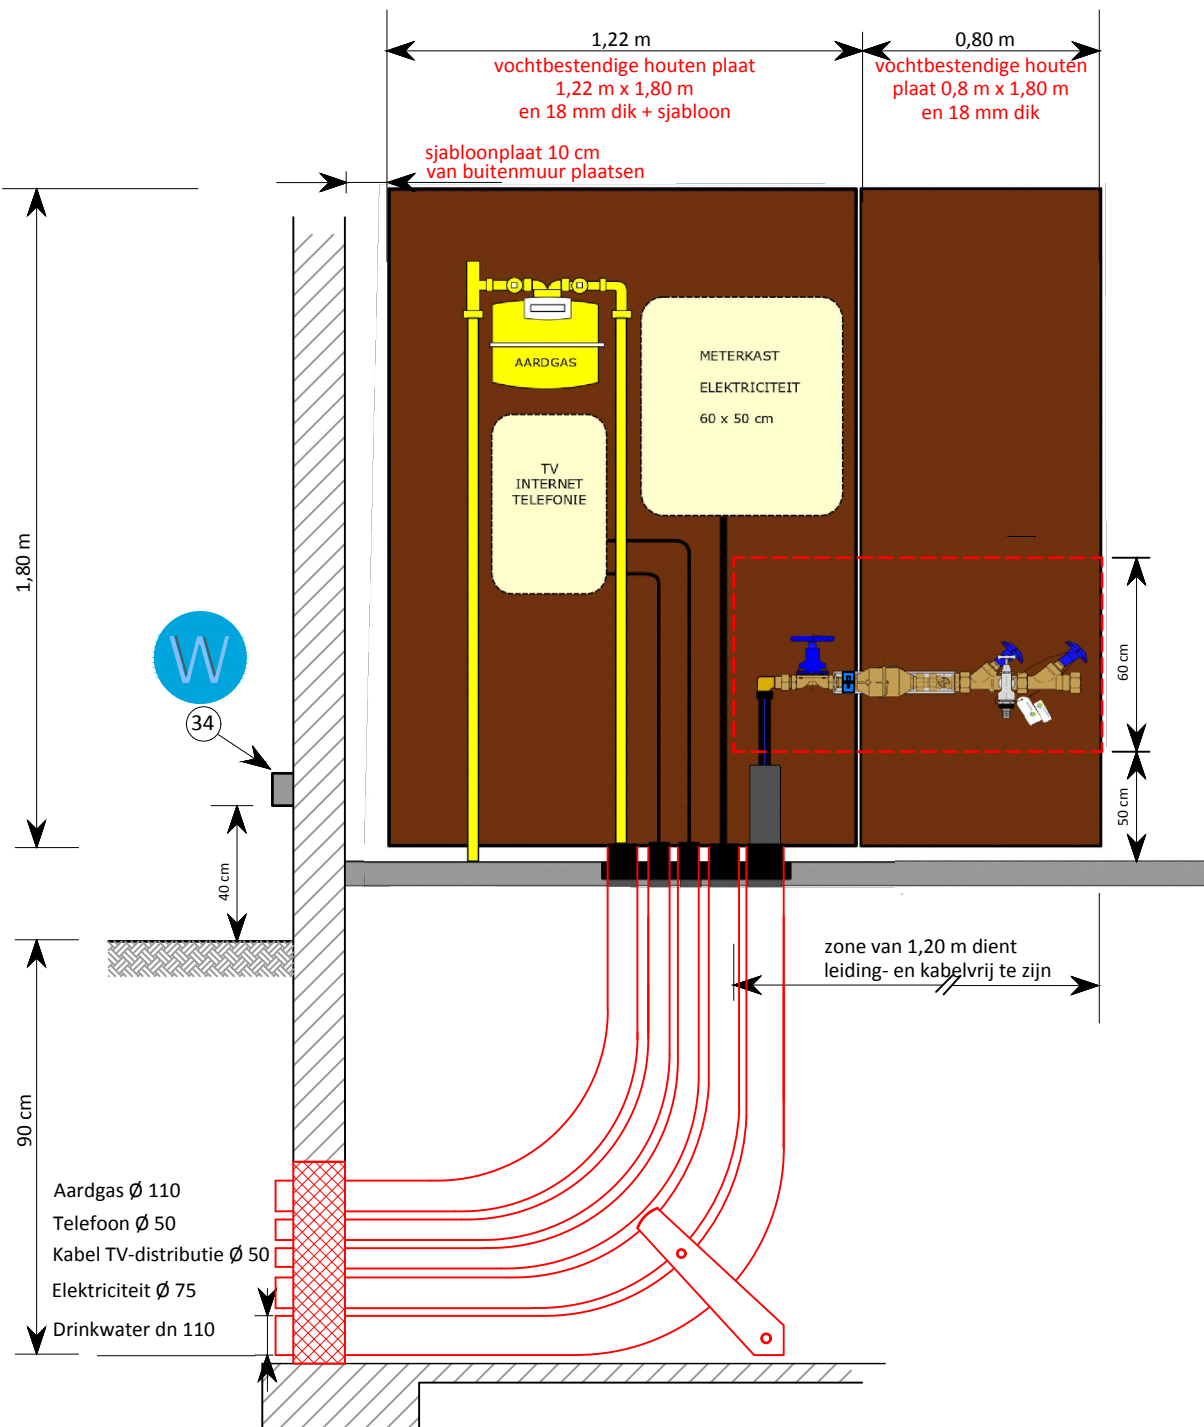 1,22 m
0,80 m
vochtbestendige houten plaat
1,22 m x 1,80 m
en 18 mm dik + sjabloon
vochtbestendige houten
plaat 0,8 m x 1,80 m
en 18 mm dik
sjabloonplaat 10 cm
van buitenmuur plaatsen
AARDGAS
METERKAST
ELEKTRICITEIT
60 x 50 cm
TV
INTERNET
TELEFONIE
1,80 m
W
34
60 cm
50 cm
40 cm
zone van 1,20 m dient
leiding- en kabelvrij te zijn
90 cm
Aardgas Ø 110
Telefoon Ø 50
Kabel TV-distributie Ø 50
Elektriciteit Ø 75
Drinkwater dn 110